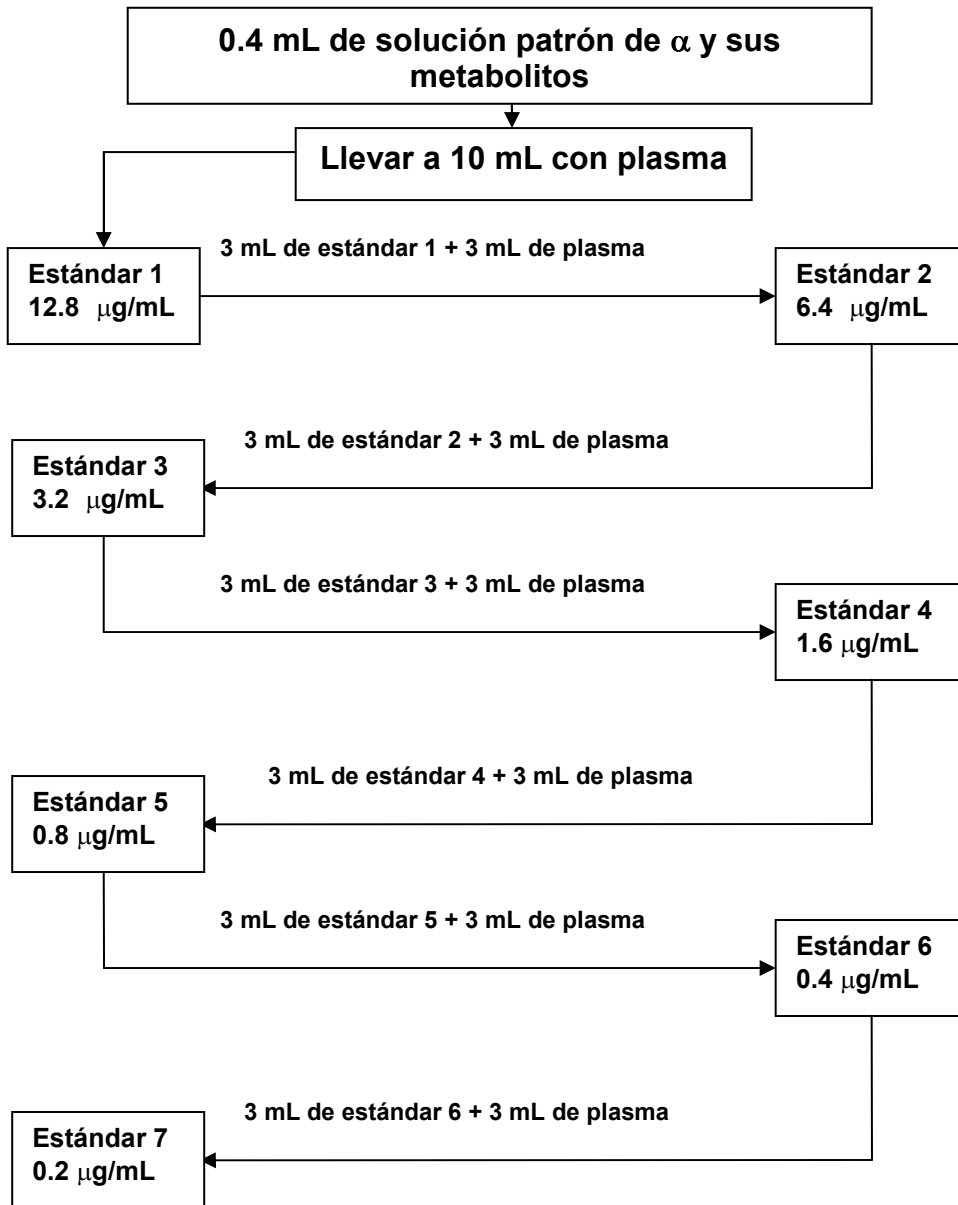 0.4 mL de solución patrón de α y sus
metabolitos
Llevar a 10 mL con plasma
3 mL de estándar 1 + 3 mL de plasma
Estándar 1
12.8 μg/mL
Estándar 2
6.4 μg/mL
3 mL de estándar 2 + 3 mL de plasma
Estándar 3
3.2 μg/mL
3 mL de estándar 3 + 3 mL de plasma
Estándar 4
1.6 μg/mL
3 mL de estándar 4 + 3 mL de plasma
Estándar 5
0.8 μg/mL
3 mL de estándar 5 + 3 mL de plasma
Estándar 6
0.4 μg/mL
3 mL de estándar 6 + 3 mL de plasma
Estándar 7
0.2 μg/mL